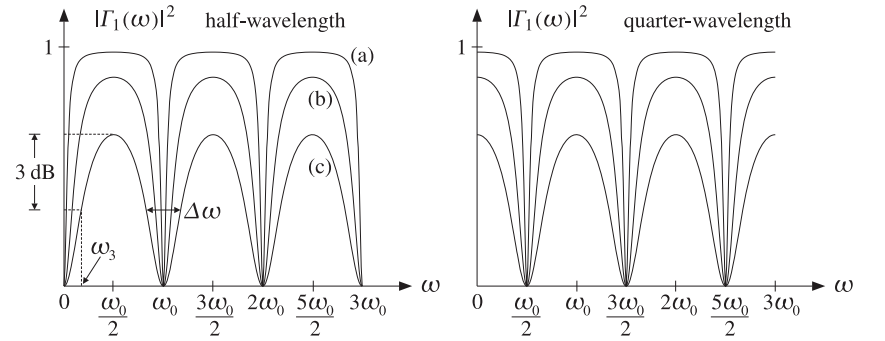 |Γ₁(ω)|² half-wavelength
1
(a)
(b)
(c)
3 dB
Δω
ω₃
0 ω₀/2 ω₀ 3ω₀/2 2ω₀ 5ω₀/2 3ω₀ ω
|Γ₁(ω)|² quarter-wavelength
1
0 ω₀/2 ω₀ 3ω₀/2 2ω₀ 5ω₀/2 3ω₀ ω